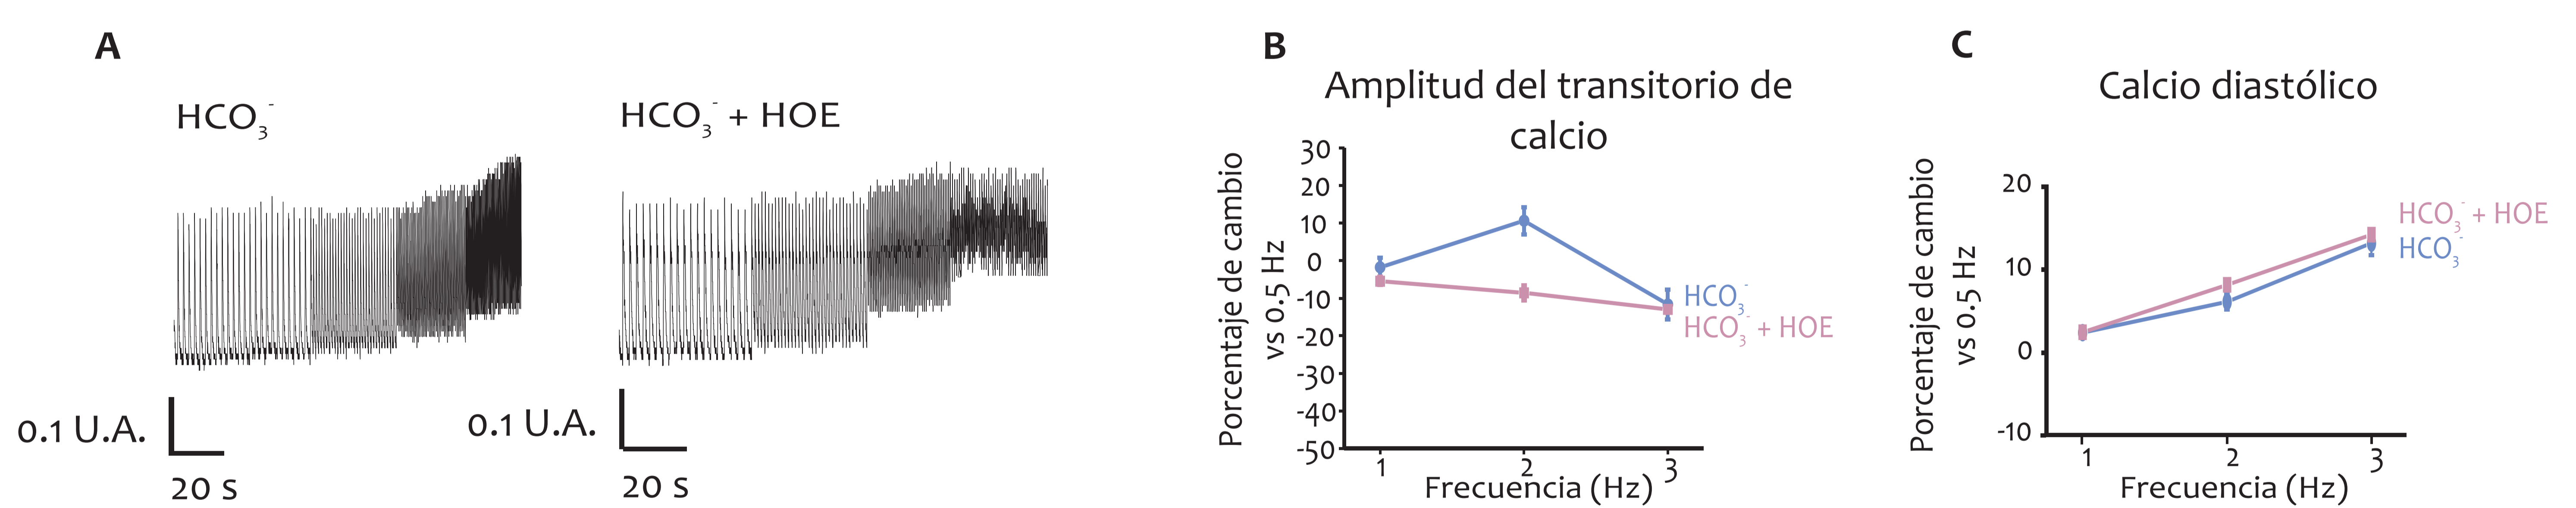 A
HCO₃⁻
HCO₃⁻ + HOE
0.1 U.A.
20 s
0.1 U.A.
20 s
B
Amplitud del transitorio de
calcio
Porcentaje de cambio
vs 0.5 Hz
30
20
10
0
-10
-20
-30
-40
-50
HCO₃⁻
HCO₃⁻ + HOE
1
2
3
Frecuencia (Hz)
C
Calcio diastólico
Porcentaje de cambio
vs 0.5 Hz
20
10
0
-10
HCO₃⁻ + HOE
HCO₃⁻
1
2
3
Frecuencia (Hz)